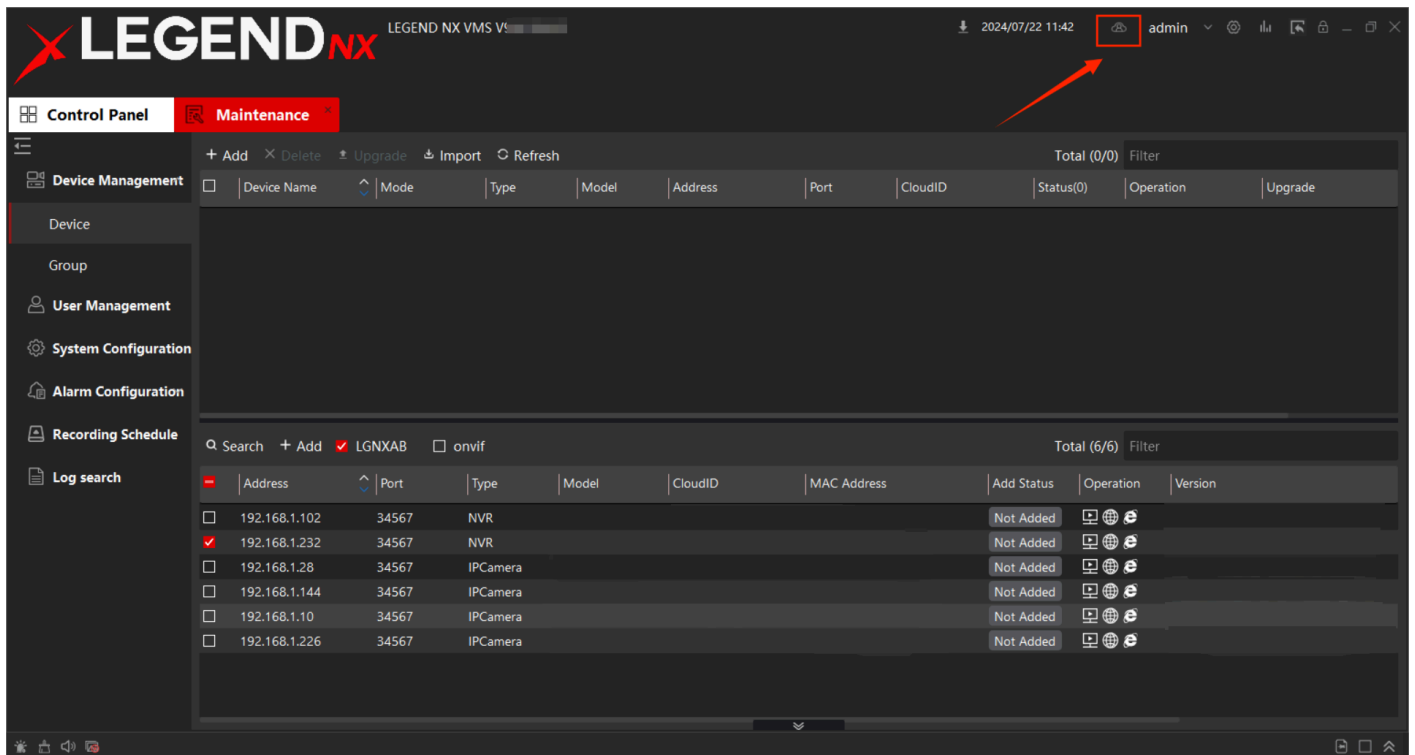 LEGEND NX
LEGEND NX VMS
2024/07/22 11:42
admin
Control Panel
Maintenance
Add Delete Upgrade Import Refresh
Total (0/0) Filter
Device Name Mode Type Model Address Port CloudID Status(0) Operation Upgrade
Device Management
Device
Group
User Management
System Configuration
Alarm Configuration
Recording Schedule
Log search
Search Add LGNXAB onvif
Total (6/6) Filter
Address Port Type Model CloudID MAC Address Add Status Operation Version
192.168.1.102 34567 NVR Not Added
192.168.1.232 34567 NVR Not Added
192.168.1.28 34567 IPCamera Not Added
192.168.1.144 34567 IPCamera Not Added
192.168.1.10 34567 IPCamera Not Added
192.168.1.226 34567 IPCamera Not Added